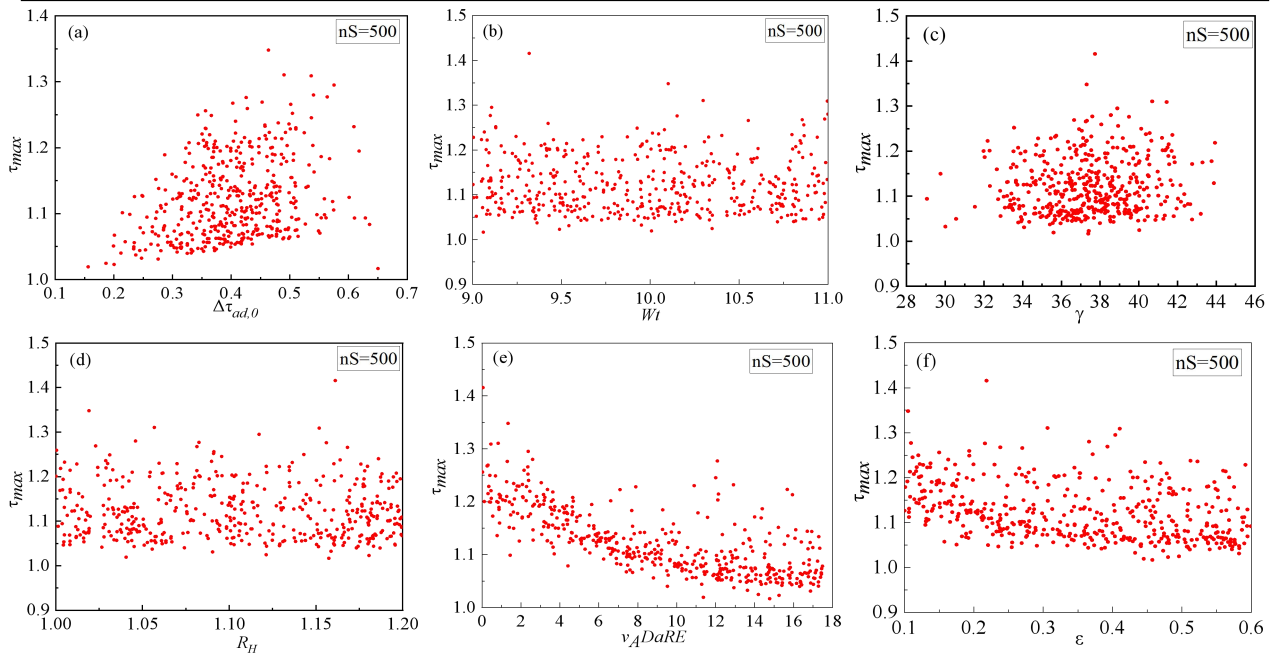 (a)
nS=500
τmax
1.4
1.3
1.2
1.1
1.0
0.1 0.2 0.3 0.4 0.5 0.6 0.7
Δτad,0
(b)
nS=500
τmax
1.5
1.4
1.3
1.2
1.1
1.0
0.9
9.0 9.5 10.0 10.5 11.0
Wt
(c)
nS=500
τmax
1.5
1.4
1.3
1.2
1.1
1.0
0.9
28 30 32 34 36 38 40 42 44 46
γ
(d)
nS=500
τmax
1.5
1.4
1.3
1.2
1.1
1.0
0.9
1.00 1.05 1.10 1.15 1.20
RH
(e)
nS=500
τmax
1.5
1.4
1.3
1.2
1.1
1.0
0 2 4 6 8 10 12 14 16 18
vADaRE
(f)
nS=500
τmax
1.5
1.4
1.3
1.2
1.1
1.0
0.9
0.1 0.2 0.3 0.4 0.5 0.6
ε